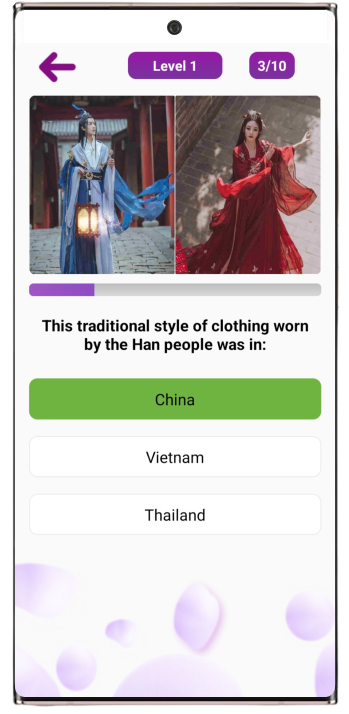 Level 1
3/10
This traditional style of clothing worn
by the Han people was in:
China
Vietnam
Thailand